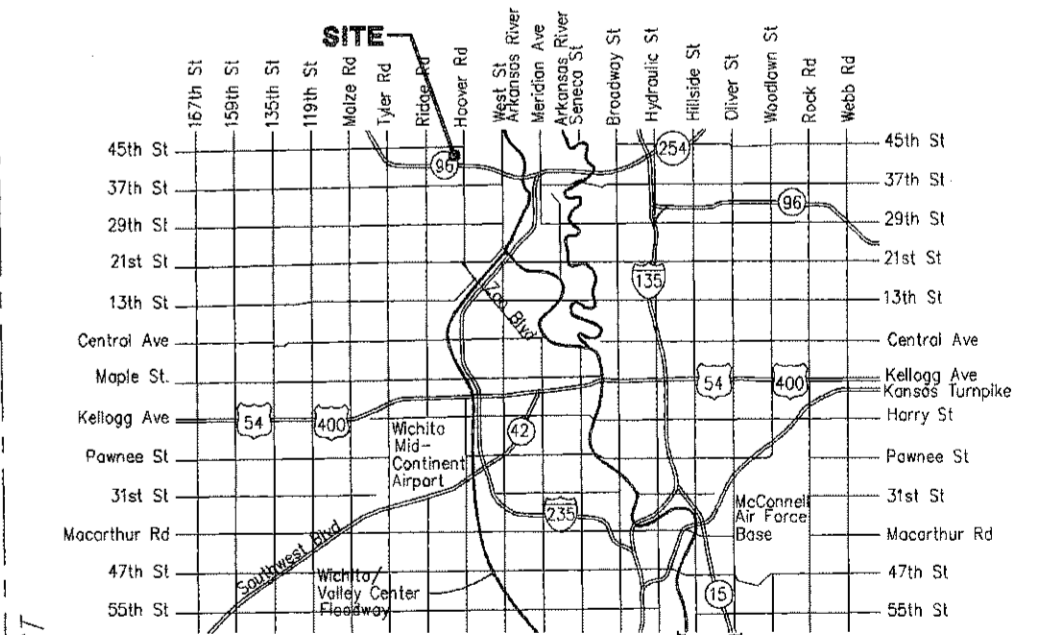 SITE
167th St
159th St
135th St
119th St
Maize Rd
Tyler Rd
Ridge Rd
Hoover Rd
West St
Arkansas River
Meridian Ave
Arkansas River
Seneca St
Broadway St
Hydraulic St
Hillside St
Oliver St
Woodlawn St
Rock Rd
Webb Rd
45th St
96
254
45th St
37th St
37th St
96
29th St
29th St
21st St
135
21st St
13th St
Zoo Blvd
13th St
Central Ave
Central Ave
Maple St.
54
400
Kellogg Ave
Kansas Turnpike
Kellogg Ave
54
400
Wichita
Mid-
Continent
Airport
42
Harry St
Pawnee St
Pawnee St
31st St
235
McConnell
Air Force
Base
31st St
Macarthur Rd
Southwest Blvd
Macarthur Rd
47th St
Wichita/
Valley Center
Floodway
15
47th St
55th St
55th St